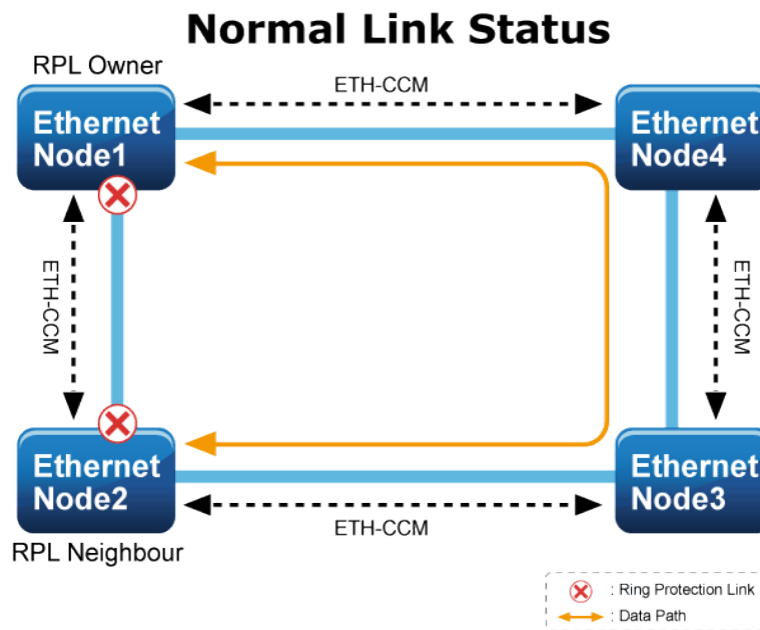 Normal Link Status
RPL Owner
ETH-CCM
Ethernet
Node1
Ethernet
Node4
ETH-CCM
ETH-CCM
Ethernet
Node2
Ethernet
Node3
ETH-CCM
RPL Neighbour
: Ring Protection Link
: Data Path